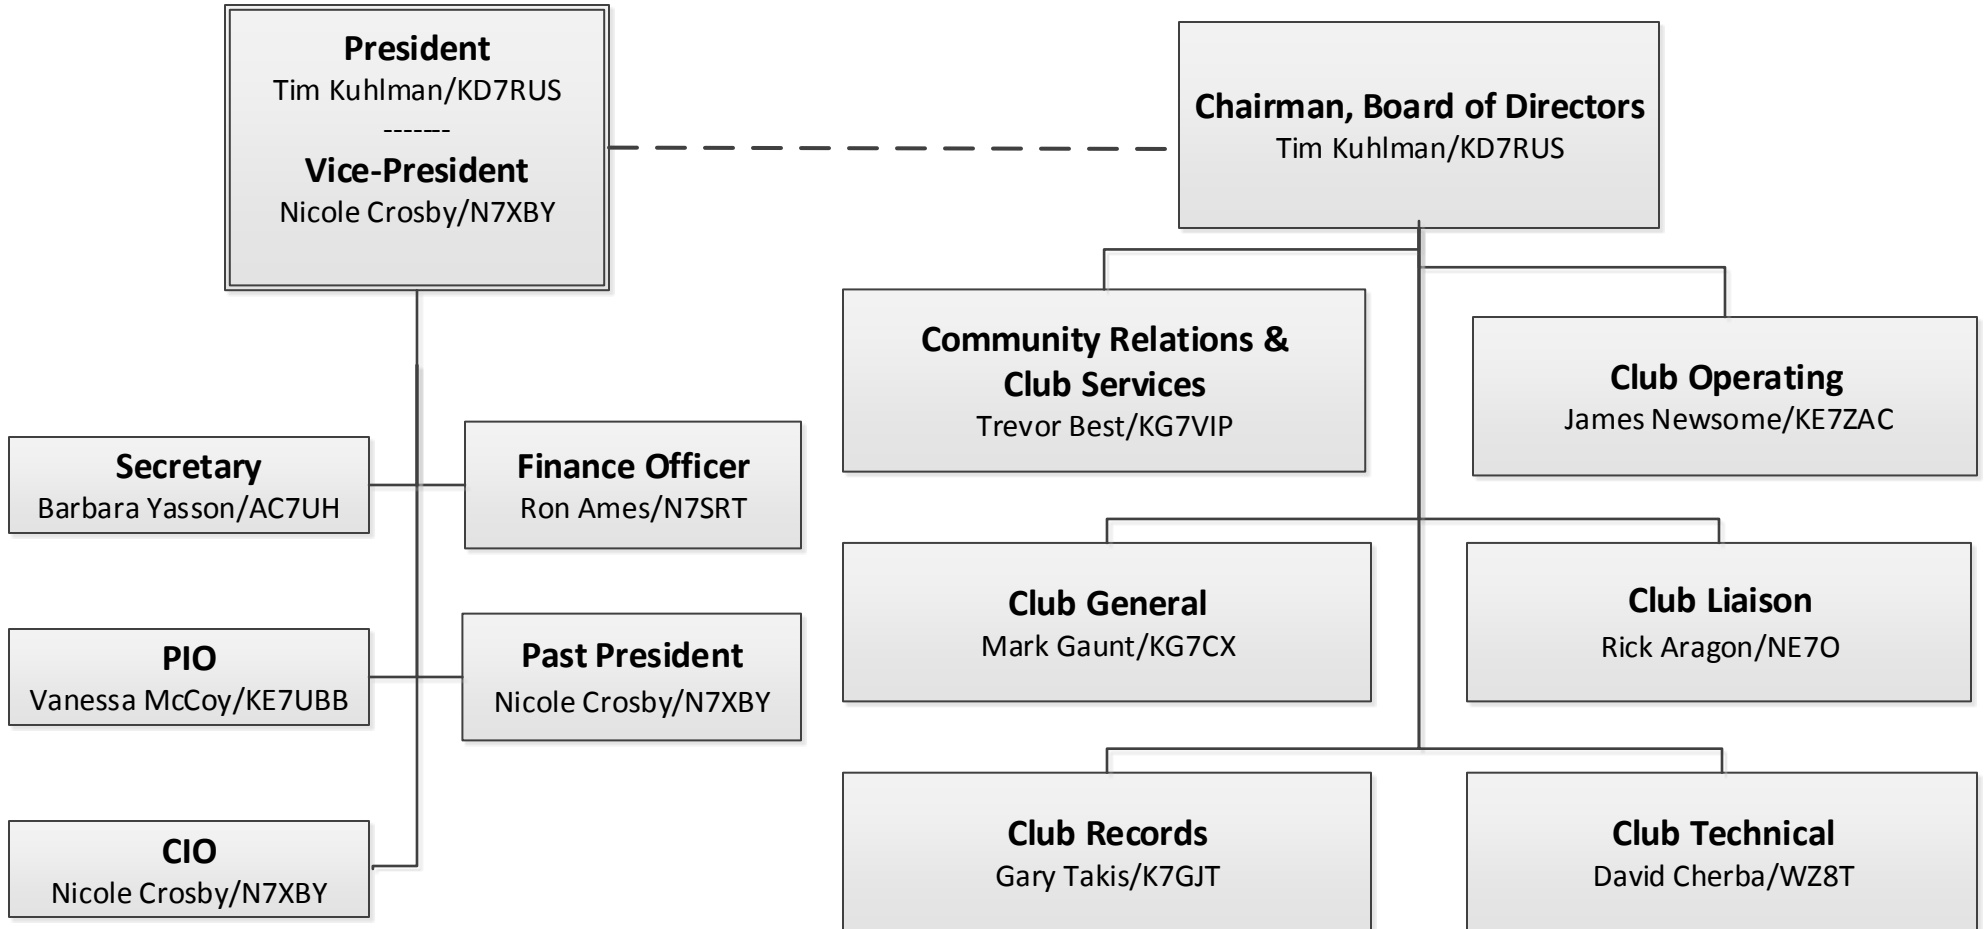 President
Tim Kuhlman/KD7RUS
-------
Vice-President
Nicole Crosby/N7XBY
Chairman, Board of Directors
Tim Kuhlman/KD7RUS
Community Relations &
Club Services
Trevor Best/KG7VIP
Club Operating
James Newsome/KE7ZAC
Secretary
Barbara Yasson/AC7UH
Finance Officer
Ron Ames/N7SRT
Club General
Mark Gaunt/KG7CX
Club Liaison
Rick Aragon/NE7O
PIO
Vanessa McCoy/KE7UBB
Past President
Nicole Crosby/N7XBY
CIO
Nicole Crosby/N7XBY
Club Records
Gary Takis/K7GJT
Club Technical
David Cherba/WZ8T